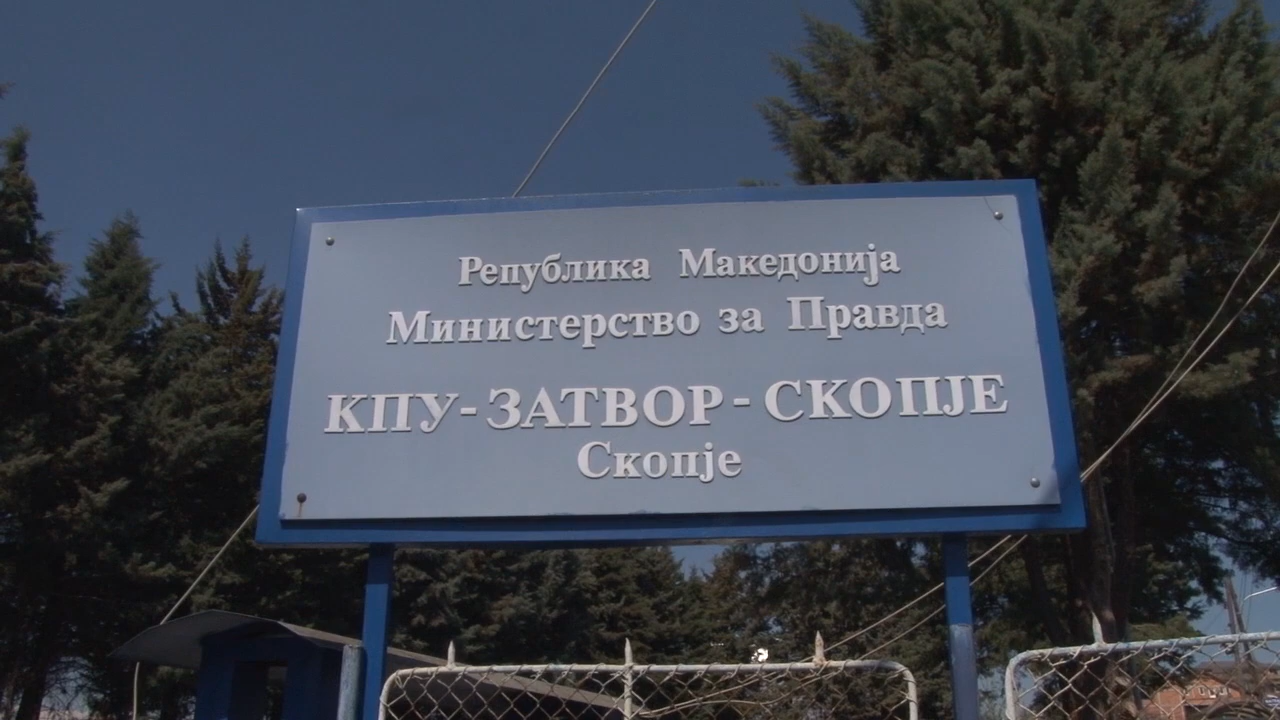 Република Македонија
Министерство за Правда
КПУ-ЗАТВОР-СКОПЈЕ
Скопје